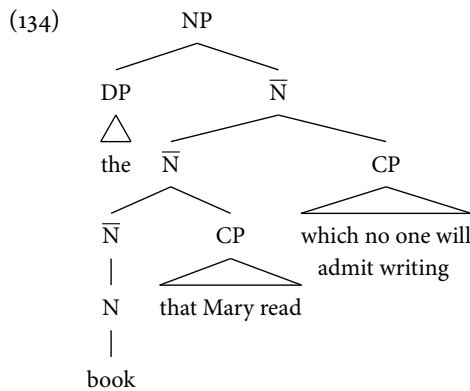 (134) NP
DP N̅
the N̅ CP
N̅ CP which no one will
admit writing
N that Mary read
book